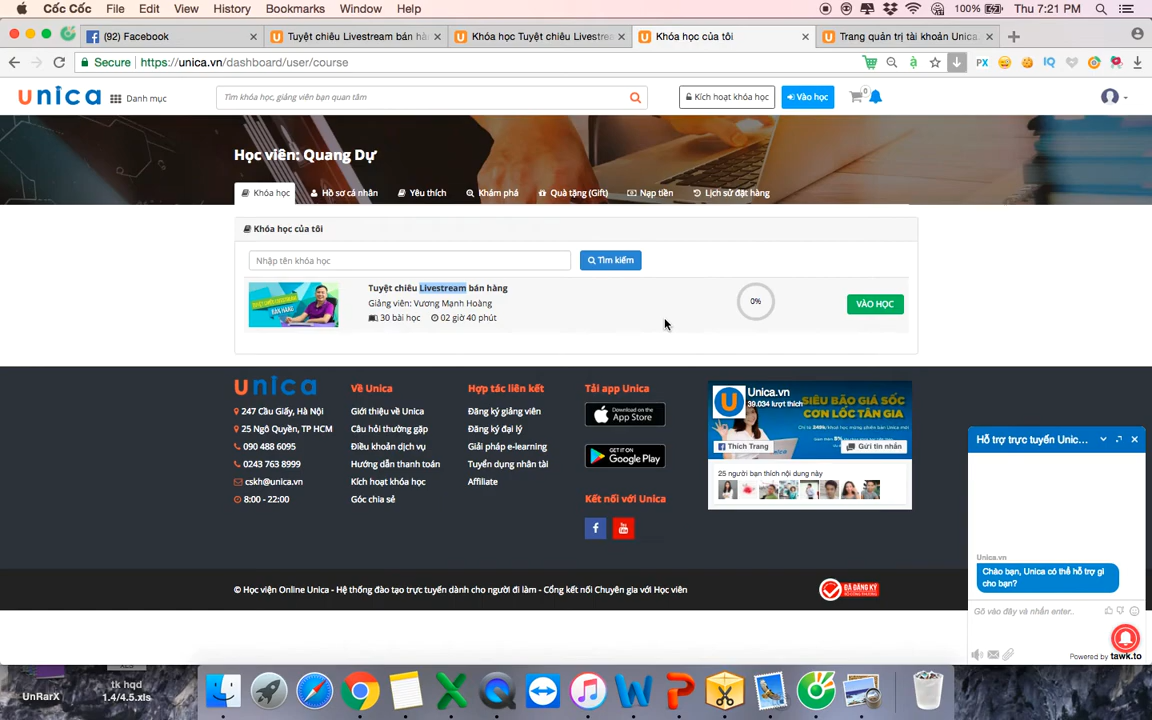 Cốc Cốc File Edit View History Bookmarks Window Help 100% Thu 7:21 PM
(92) Facebook Tuyệt chiêu Livestream bán hà Khóa học Tuyệt chiêu Livestrea Khóa học của tôi Trang quản trị tài khoản Unica
Secure https://unica.vn/dashboard/user/course
unica Danh mục Tìm khóa học, giảng viên bạn quan tâm Kích hoạt khóa học Vào học 0
Học viên: Quang Dự
Khóa học Hồ sơ cá nhân Yêu thích Khám phá Quà tặng (Gift) Nạp tiền Lịch sử đặt hàng
Khóa học của tôi
Nhập tên khóa học Tìm kiếm
Tuyệt chiêu Livestream bán hàng
Giảng viên: Vương Mạnh Hoàng
30 bài học 02 giờ 40 phút
0%
VÀO HỌC
unica
247 Cầu Giấy, Hà Nội
25 Ngô Quyền, TP HCM
090 488 6095
0243 763 8999
cskh@unica.vn
8:00 - 22:00
Về Unica
Giới thiệu về Unica
Câu hỏi thường gặp
Điều khoản dịch vụ
Hướng dẫn thanh toán
Kích hoạt khóa học
Góc chia sẻ
Hợp tác liên kết
Đăng ký giảng viên
Đăng ký đại lý
Giải pháp e-learning
Tuyển dụng nhân tài
Affiliate
Tải app Unica
Download on the
App Store
GET IT ON
Google Play
Kết nối với Unica
Unica.vn
39.034 lượt thích
SIÊU BÃO GIÁ SỐC
CƠN LỐC TÂN GIA
Thích Trang Gửi tin nhắn
25 người bạn thích nội dung này
Hỗ trợ trực tuyến Unic...
Unica.vn
Chào bạn, Unica có thể hỗ trợ gì
cho bạn?
Gõ vào đây và nhấn enter..
Powered by tawk.to
© Học viện Online Unica - Hệ thống đào tạo trực tuyến dành cho người đi làm - Cổng kết nối Chuyên gia với Học viên
ĐÃ ĐĂNG KÝ
UnRarX
tk hqd
1.4/4.5.xls